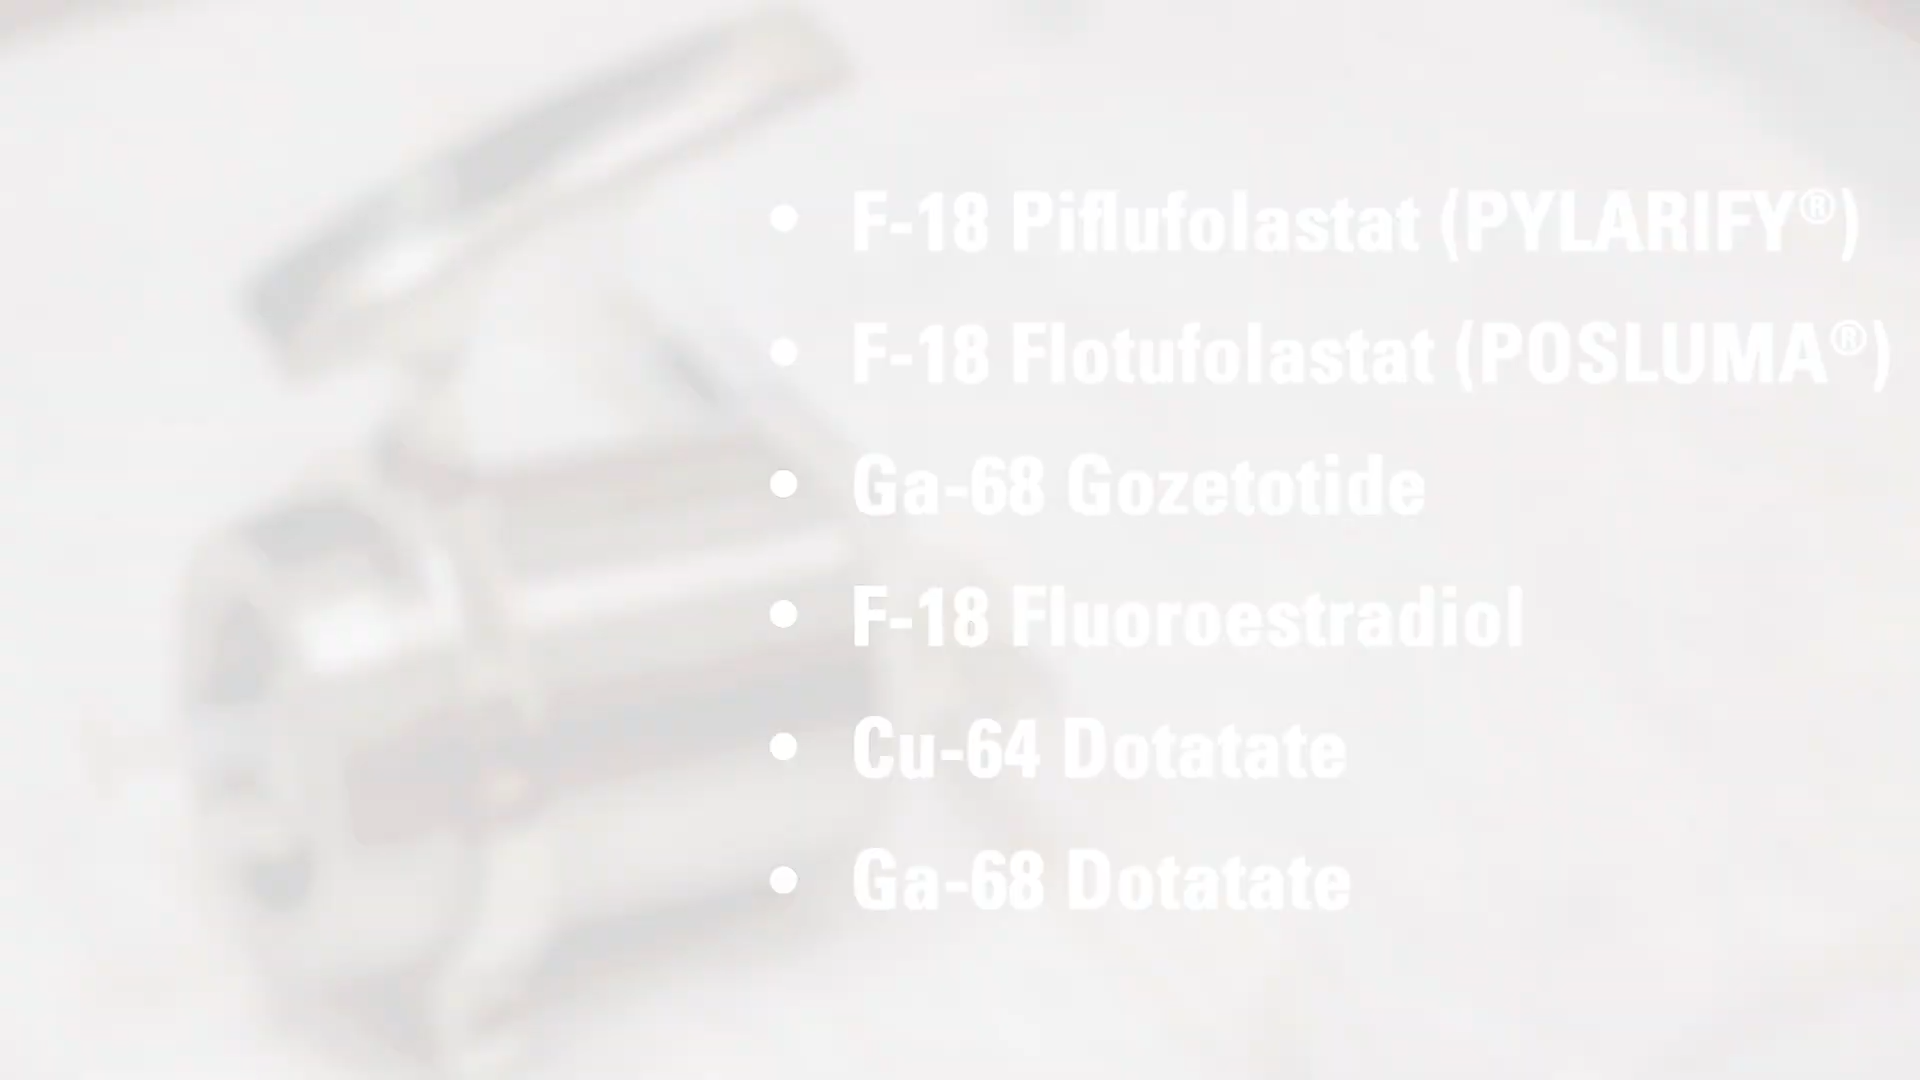 • F-18 Piflufolastat (PYLARIFY®)
• F-18 Flotufolastat (POSLUMA®)
• Ga-68 Gozetotide
• F-18 Fluoroestradiol
• Cu-64 Dotatate
• Ga-68 Dotatate